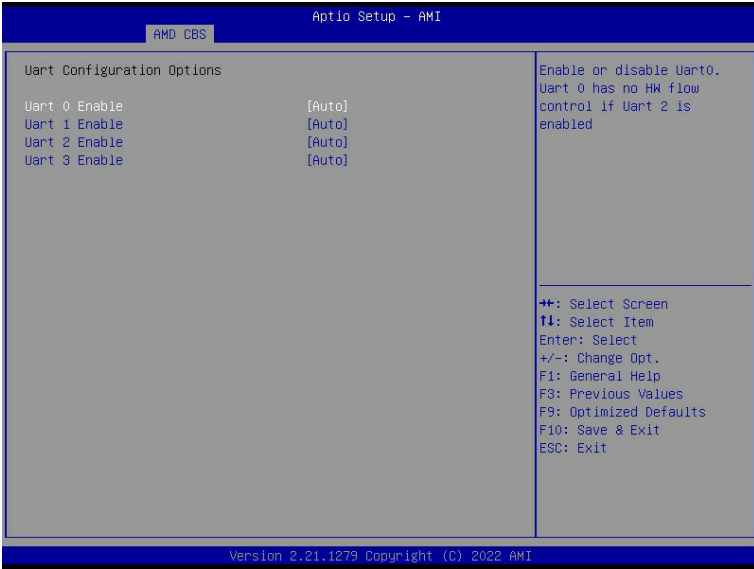 Aptio Setup – AMI
AMD CBS
Uart Configuration Options
Uart 0 Enable [Auto]
Uart 1 Enable [Auto]
Uart 2 Enable [Auto]
Uart 3 Enable [Auto]
Enable or disable Uart0.
Uart 0 has no HW flow
control if Uart 2 is
enabled
→←: Select Screen
↑↓: Select Item
Enter: Select
+/-: Change Opt.
F1: General Help
F3: Previous Values
F9: Optimized Defaults
F10: Save & Exit
ESC: Exit
Version 2.21.1279 Copyright (C) 2022 AMI